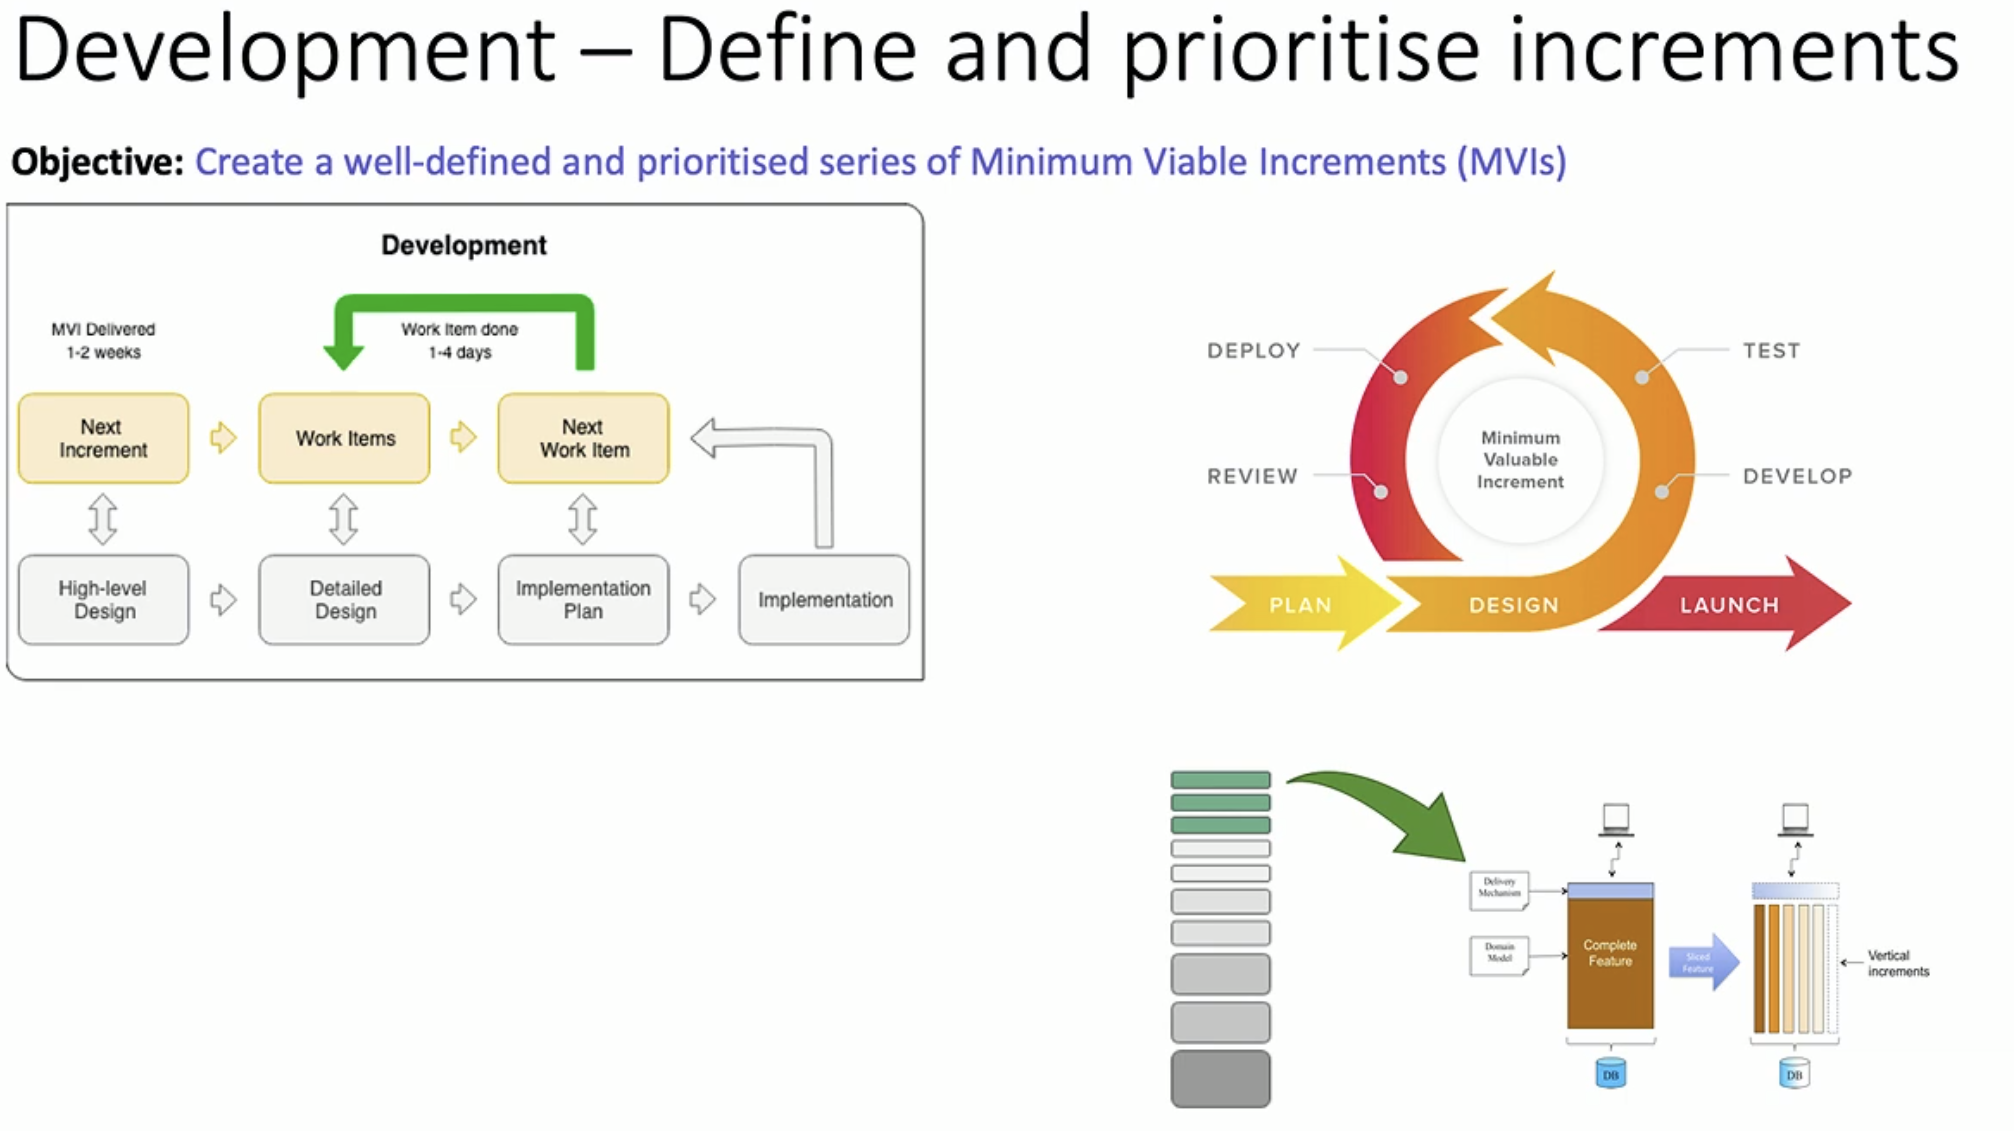 Development – Define and prioritise increments
Objective: Create a well-defined and prioritised series of Minimum Viable Increments (MVIs)
Development
MVI Delivered
1-2 weeks
Work Item done
1-4 days
Next
Increment
Work Items
Next
Work Item
High-level
Design
Detailed
Design
Implementation
Plan
Implementation
DEPLOY
TEST
Minimum
Valuable
Increment
REVIEW
DEVELOP
PLAN
DESIGN
LAUNCH
Delivery
Mechanism
Domain
Model
Complete
Feature
Sliced
Feature
Vertical
increments
DB
DB